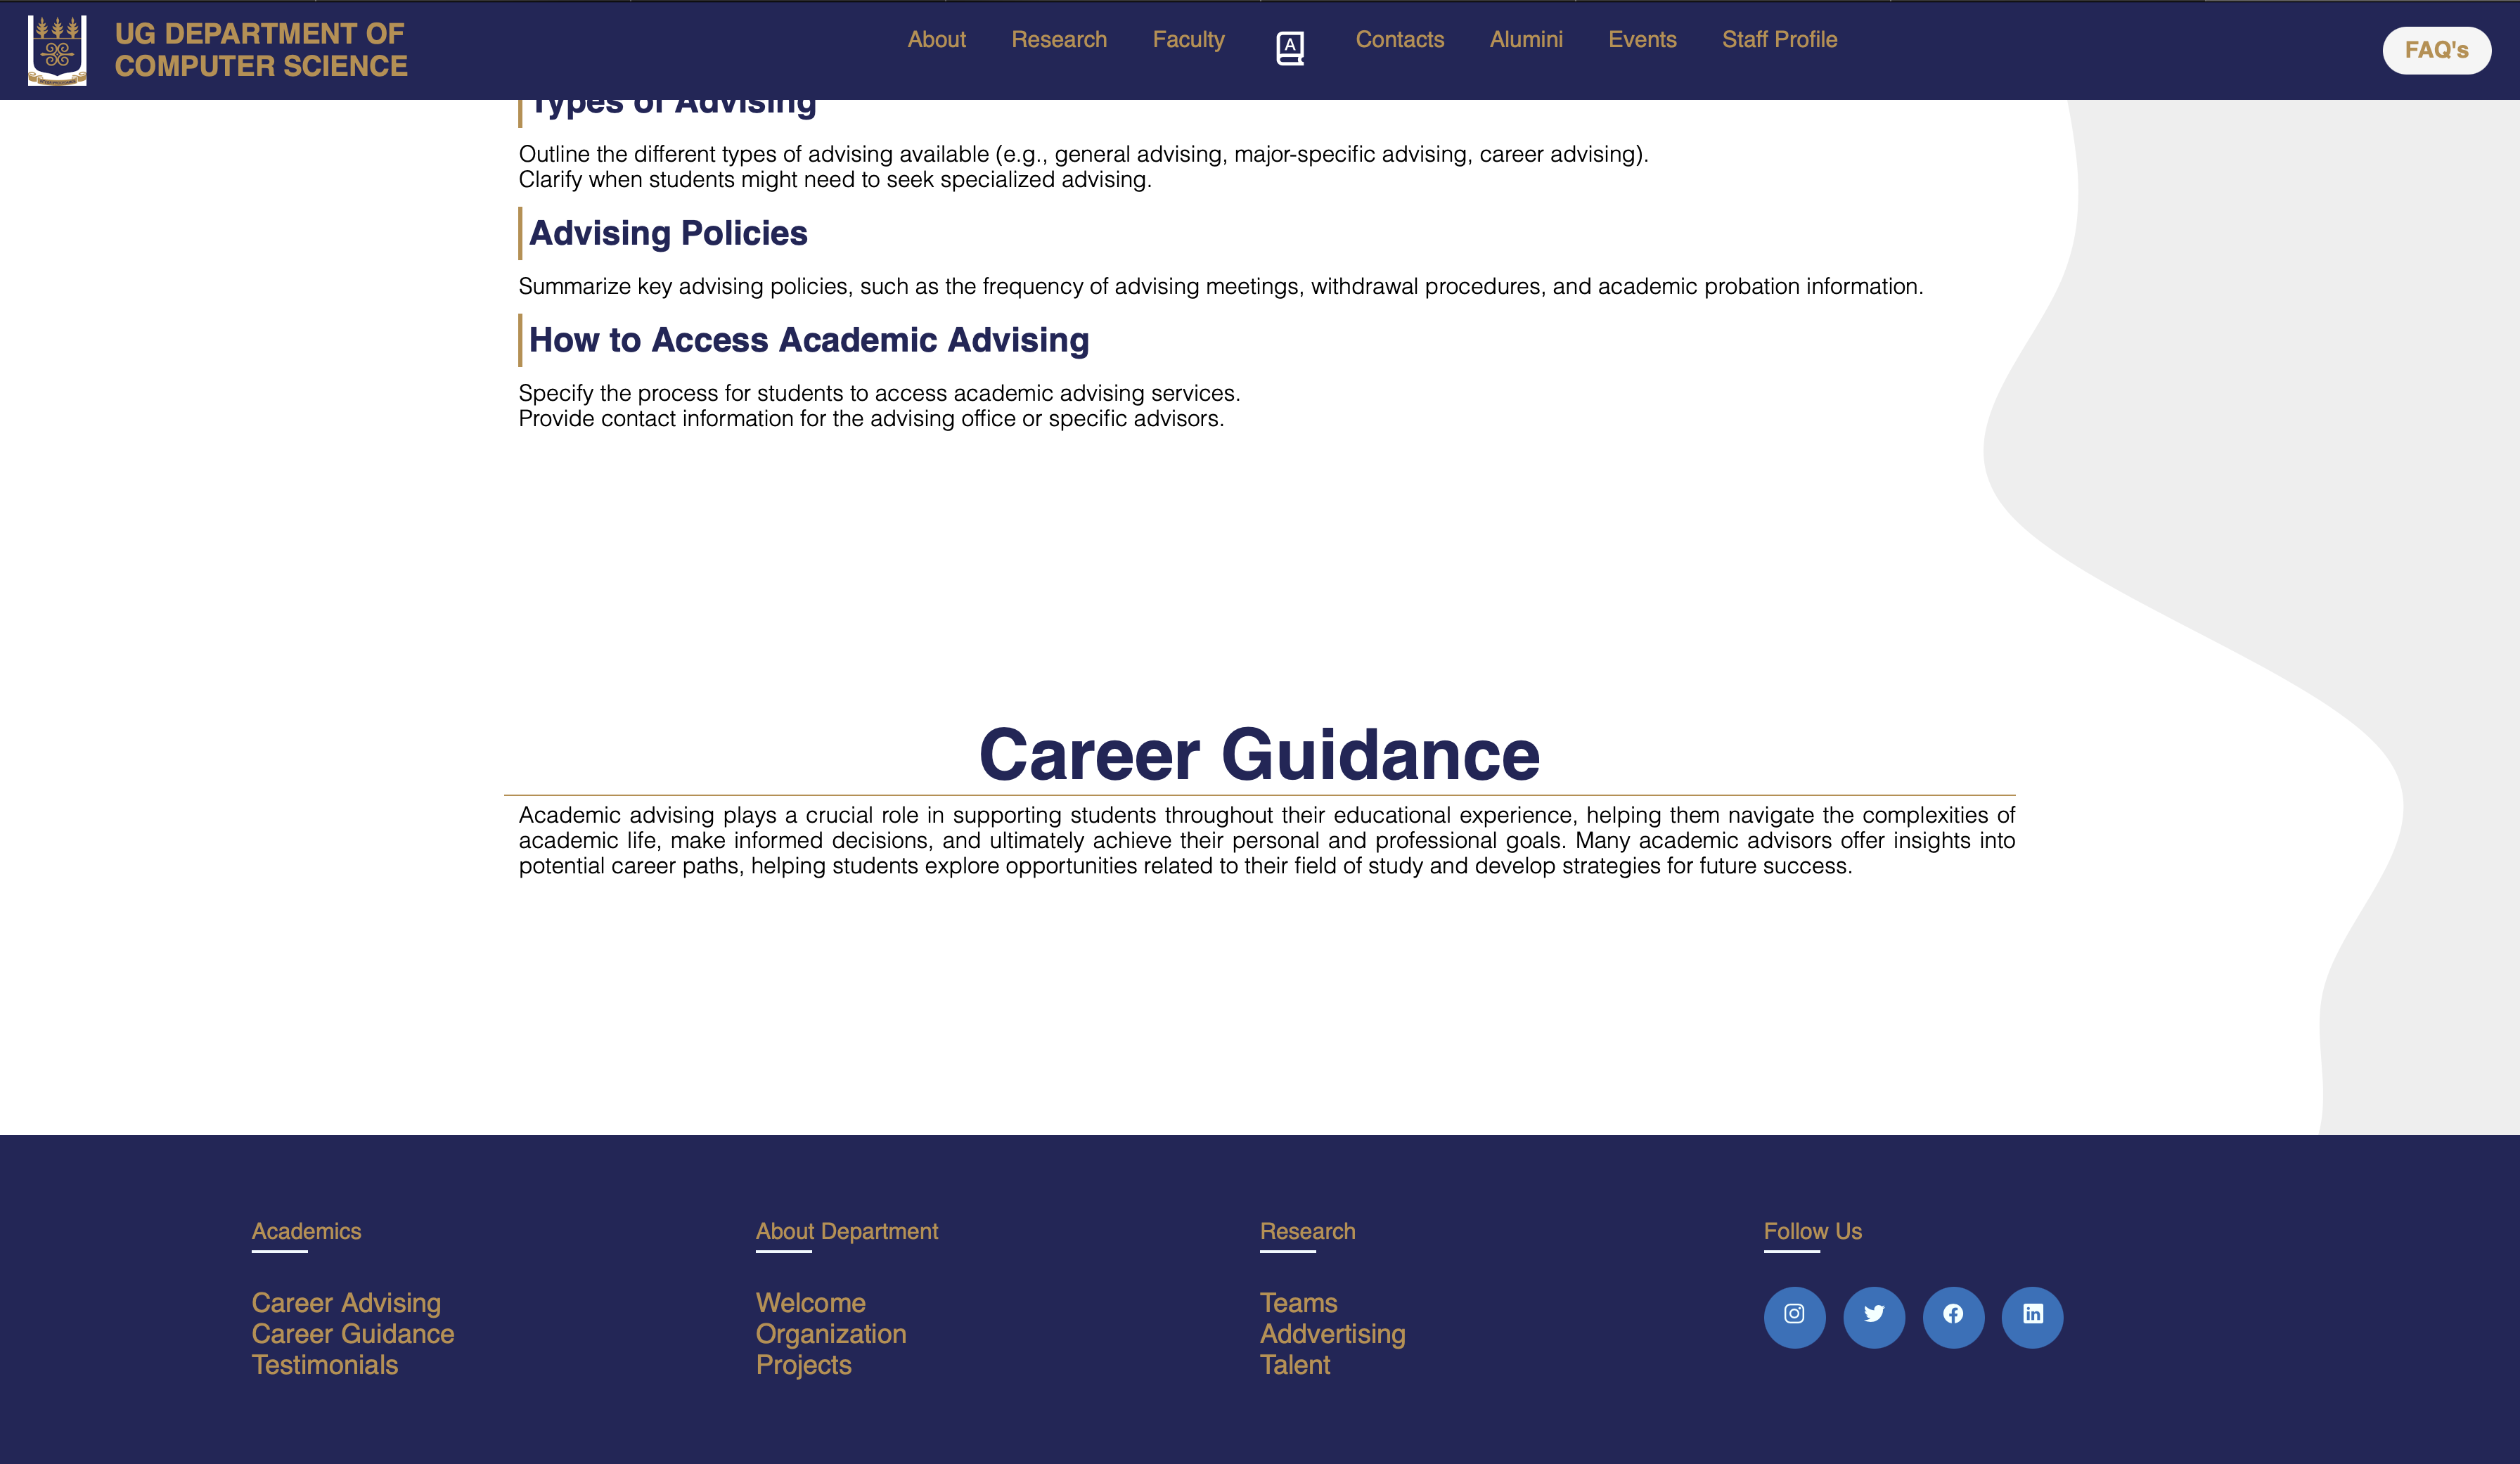 UG DEPARTMENT OF
COMPUTER SCIENCE
About Research Faculty A Contacts Alumini Events Staff Profile
FAQ's
Types of Advising
Outline the different types of advising available (e.g., general advising, major-specific advising, career advising).
Clarify when students might need to seek specialized advising.
Advising Policies
Summarize key advising policies, such as the frequency of advising meetings, withdrawal procedures, and academic probation information.
How to Access Academic Advising
Specify the process for students to access academic advising services.
Provide contact information for the advising office or specific advisors.
Career Guidance
Academic advising plays a crucial role in supporting students throughout their educational experience, helping them navigate the complexities of
academic life, make informed decisions, and ultimately achieve their personal and professional goals. Many academic advisors offer insights into
potential career paths, helping students explore opportunities related to their field of study and develop strategies for future success.
Academics
Career Advising
Career Guidance
Testimonials
About Department
Welcome
Organization
Projects
Research
Teams
Addvertising
Talent
Follow Us